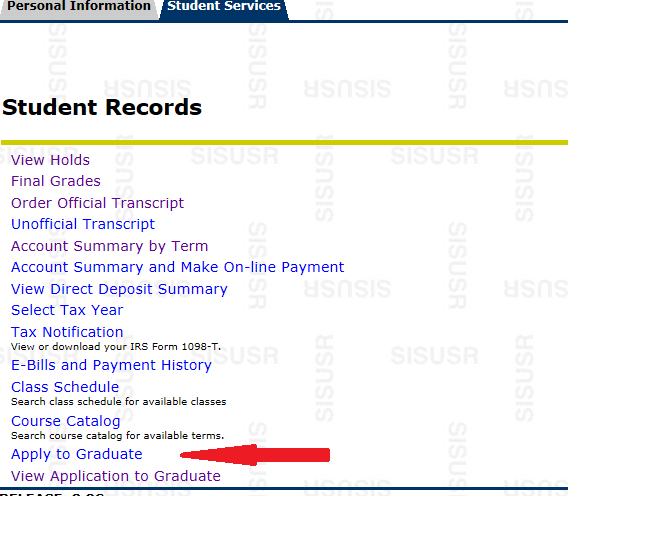 Personal Information
Student Services
Student Records
View Holds
Final Grades
Order Official Transcript
Unofficial Transcript
Account Summary by Term
Account Summary and Make On-line Payment
View Direct Deposit Summary
Select Tax Year
Tax Notification
View or download your IRS Form 1098-T.
E-Bills and Payment History
Class Schedule
Search class schedule for available classes
Course Catalog
Search course catalog for available terms.
Apply to Graduate
View Application to Graduate
SISUSR